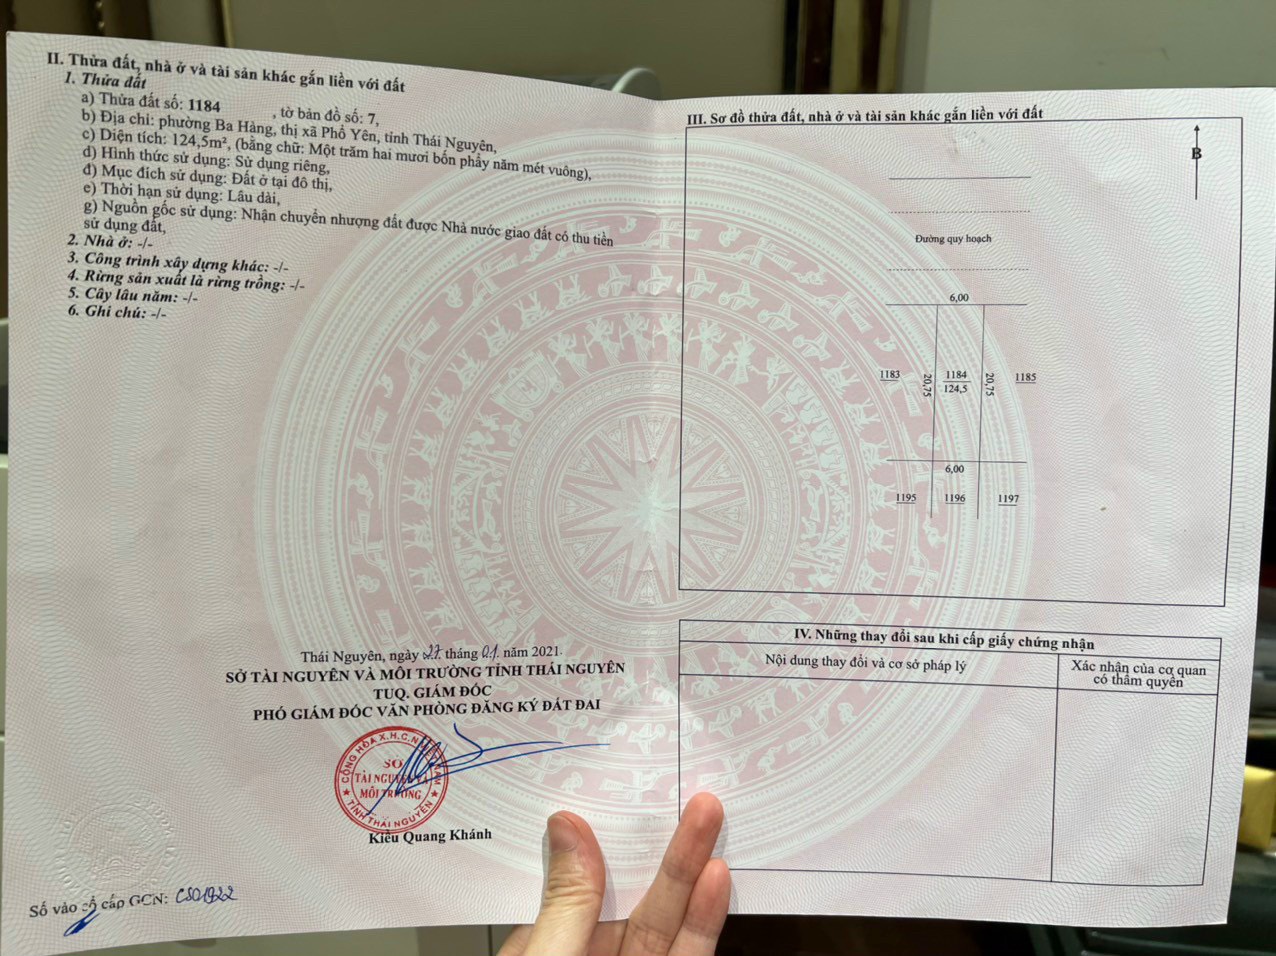 II. Thửa đất, nhà ở và tài sản khác gắn liền với đất
1. Thửa đất
a) Thửa đất số: 1184 , tờ bản đồ số: 7,
b) Địa chỉ: phường Ba Hàng, thị xã Phổ Yên, tỉnh Thái Nguyên,
c) Diện tích: 124,5m², (bằng chữ: Một trăm hai mươi bốn phẩy năm mét vuông),
d) Hình thức sử dụng: Sử dụng riêng,
đ) Mục đích sử dụng: Đất ở tại đô thị,
e) Thời hạn sử dụng: Lâu dài,
g) Nguồn gốc sử dụng: Nhận chuyển nhượng đất được Nhà nước giao đất có thu tiền
sử dụng đất,
2. Nhà ở: -/-
3. Công trình xây dựng khác: -/-
4. Rừng sản xuất là rừng trồng: -/-
5. Cây lâu năm: -/-
6. Ghi chú: -/-
Thái Nguyên, ngày 27 tháng 01 năm 2021
SỞ TÀI NGUYÊN VÀ MÔI TRƯỜNG TỈNH THÁI NGUYÊN
TUQ. GIÁM ĐỐC
PHÓ GIÁM ĐỐC VĂN PHÒNG ĐĂNG KÝ ĐẤT ĐAI
CỘNG HÒA X.H.C.N VIỆT NAM
SỞ
TÀI NGUYÊN VÀ
MÔI TRƯỜNG
TỈNH THÁI NGUYÊN
Kiều Quang Khánh
Số vào sổ cấp GCN: CS01922
III. Sơ đồ thửa đất, nhà ở và tài sản khác gắn liền với đất
B
Đường quy hoạch
6,00
1183
20,75
1184
124,5
20,75
1185
6,00
1195
1196
1197
IV. Những thay đổi sau khi cấp giấy chứng nhận
Nội dung thay đổi và cơ sở pháp lý
Xác nhận của cơ quan
có thẩm quyền